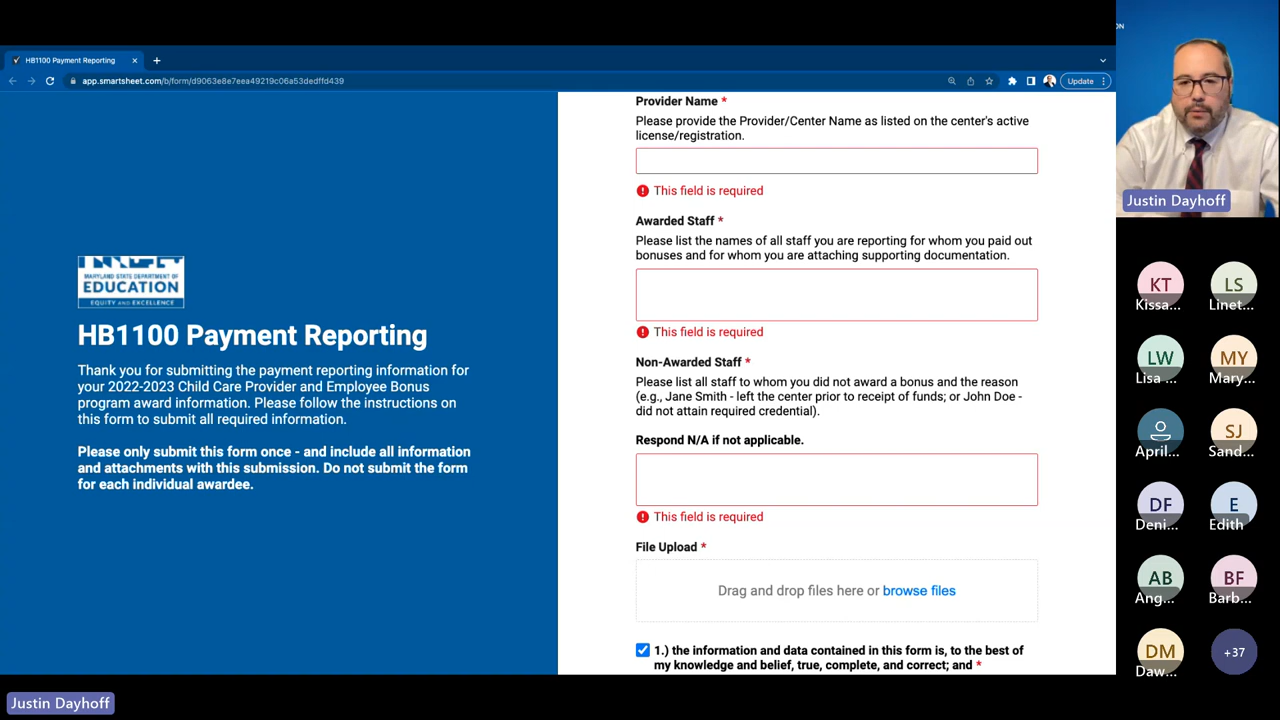 HB1100 Payment Reporting
app.smartsheet.com/b/form/d9063e8e7eea49219c06a53dedffd439
Update
MARYLAND STATE DEPARTMENT OF
EDUCATION
EQUITY AND EXCELLENCE
HB1100 Payment Reporting
Thank you for submitting the payment reporting information for
your 2022-2023 Child Care Provider and Employee Bonus
program award information. Please follow the instructions on
this form to submit all required information.
Please only submit this form once - and include all information
and attachments with this submission. Do not submit the form
for each individual awardee.
Provider Name *
Please provide the Provider/Center Name as listed on the center's active
license/registration.
This field is required
Awarded Staff *
Please list the names of all staff you are reporting for whom you paid out
bonuses and for whom you are attaching supporting documentation.
This field is required
Non-Awarded Staff *
Please list all staff to whom you did not award a bonus and the reason
(e.g., Jane Smith - left the center prior to receipt of funds; or John Doe -
did not attain required credential).
Respond N/A if not applicable.
This field is required
File Upload *
Drag and drop files here or browse files
1.) the information and data contained in this form is, to the best of
my knowledge and belief, true, complete, and correct; and *
ON
Justin Dayhoff
KT
Kissa...
LS
Linet...
LW
Lisa ...
MY
Mary...
April...
SJ
Sand...
DF
Deni...
E
Edith
AB
Ang...
BF
Barb...
DM
Daw...
+37
Justin Dayhoff